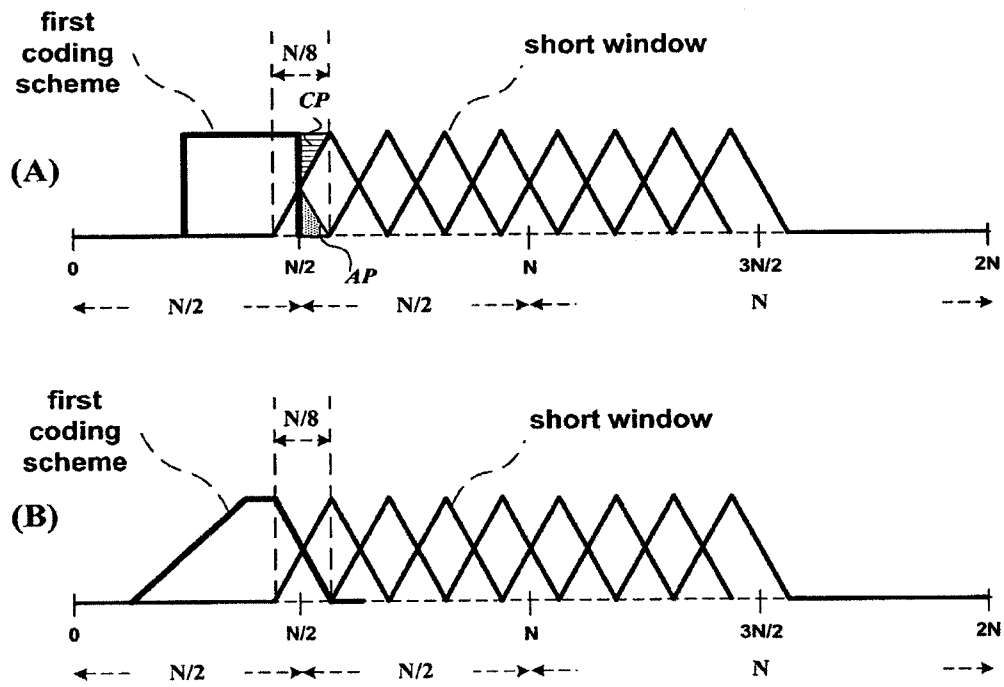 first
coding
scheme
N/8
short window
CP
(A)
0 N/2 N 3N/2 2N
AP
N/2 N/2 N
first
coding
scheme
N/8
short window
(B)
0 N/2 N 3N/2 2N
N/2 N/2 N